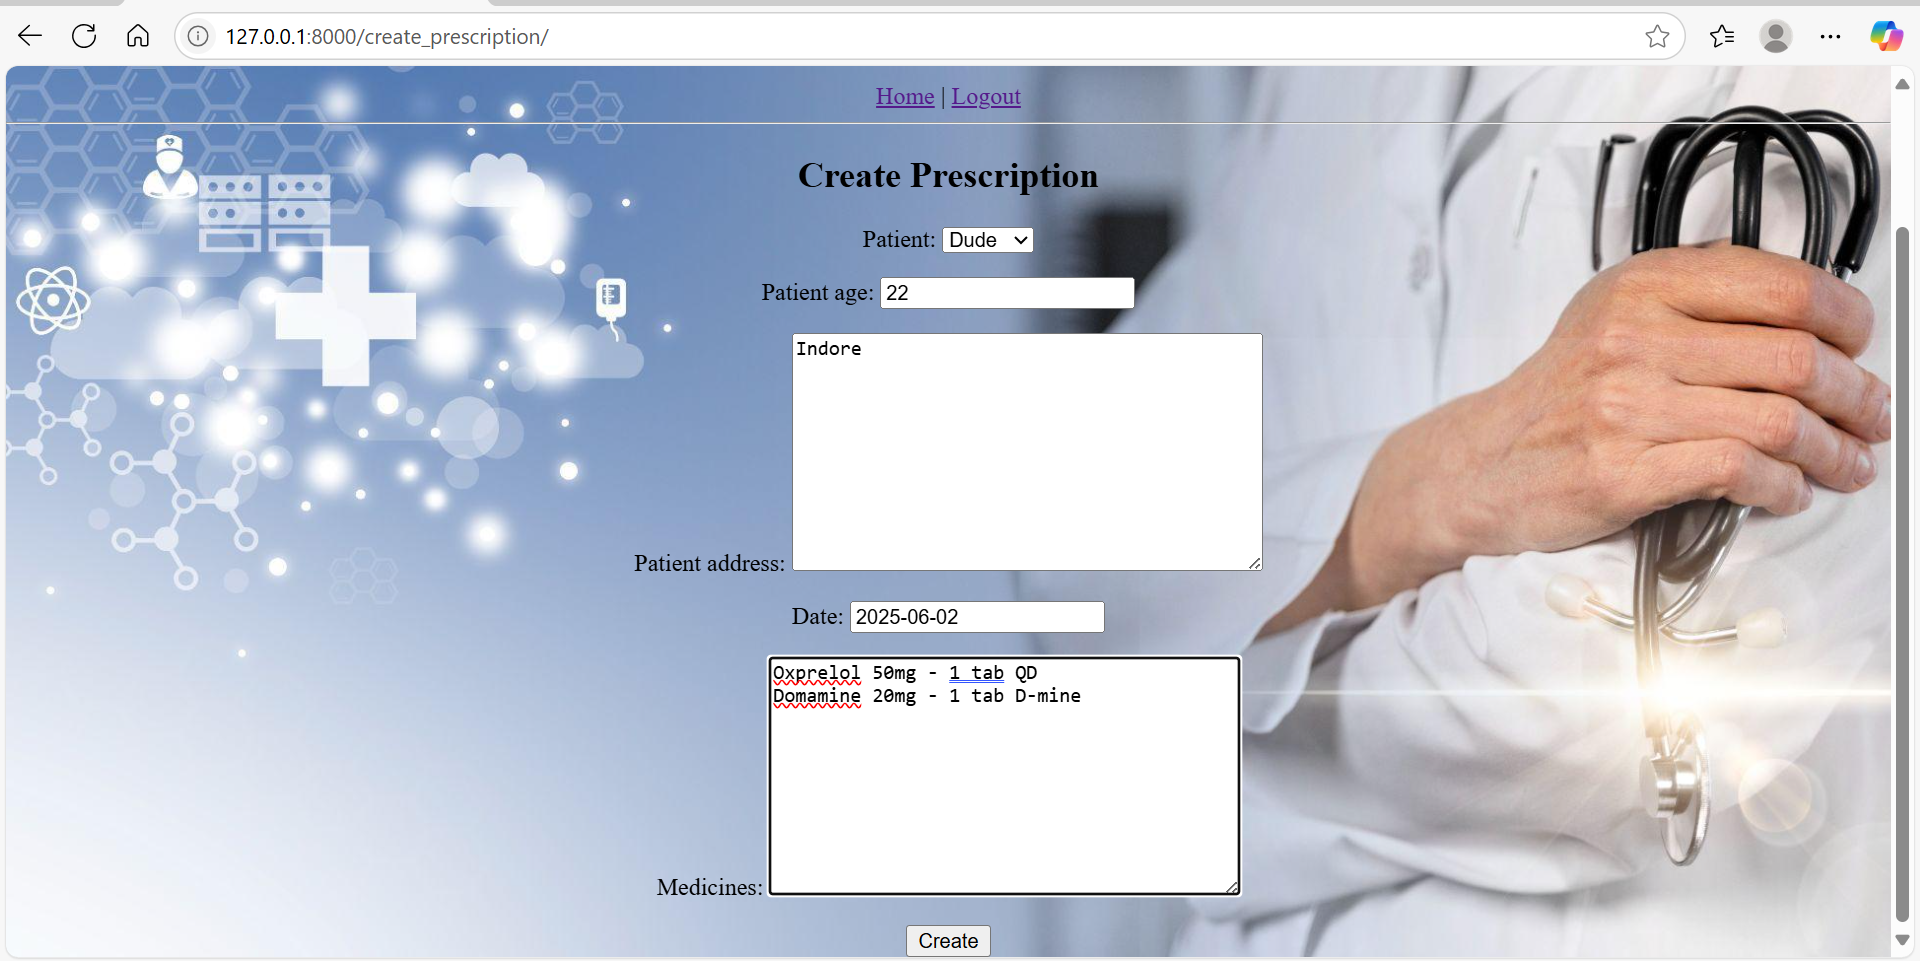 127.0.0.1:8000/create_prescription/
Home | Logout
Create Prescription
Patient: Dude
Patient age: 22
Indore
Patient address:
Date: 2025-06-02
Oxprelol 50mg - 1 tab QD
Domamine 20mg - 1 tab D-mine
Medicines:
Create